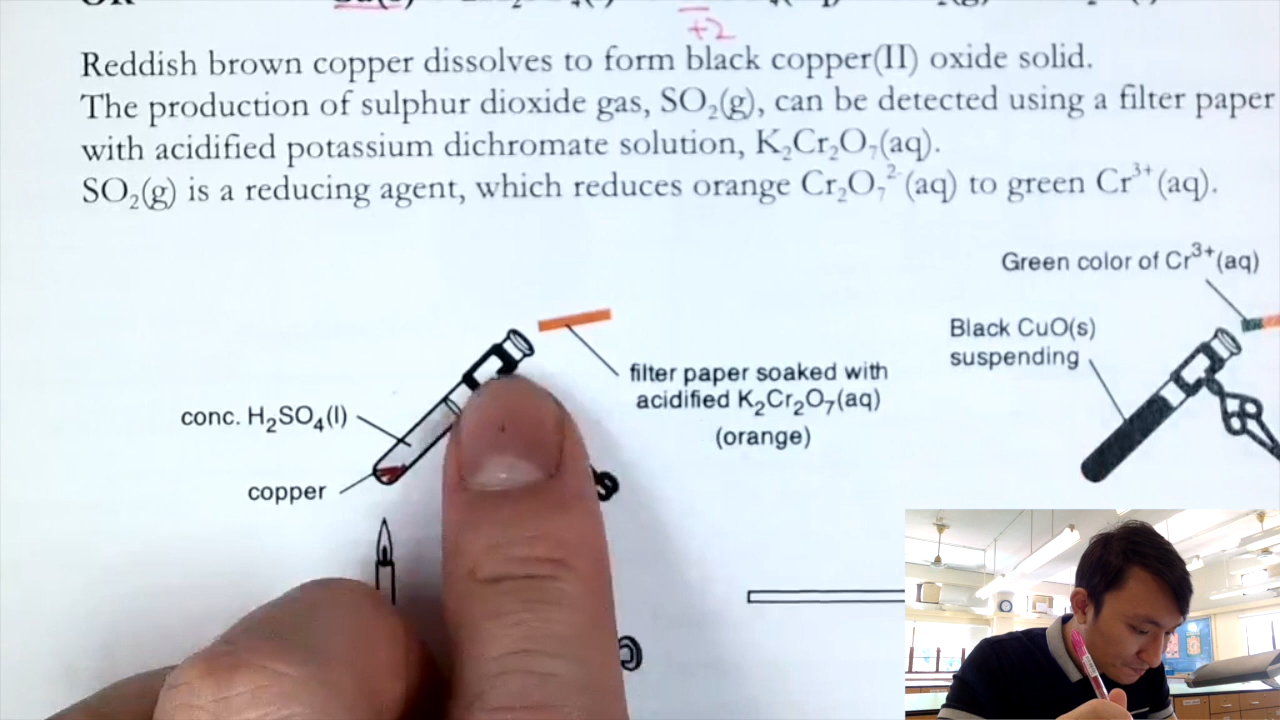 +2
Reddish brown copper dissolves to form black copper(II) oxide solid.
The production of sulphur dioxide gas, SO₂(g), can be detected using a filter paper
with acidified potassium dichromate solution, K₂Cr₂O₇(aq).
SO₂(g) is a reducing agent, which reduces orange Cr₂O₇²⁻(aq) to green Cr³⁺(aq).
Green color of Cr³⁺(aq)
Black CuO(s)
suspending
filter paper soaked with
acidified K₂Cr₂O₇(aq)
(orange)
conc. H₂SO₄(l)
copper